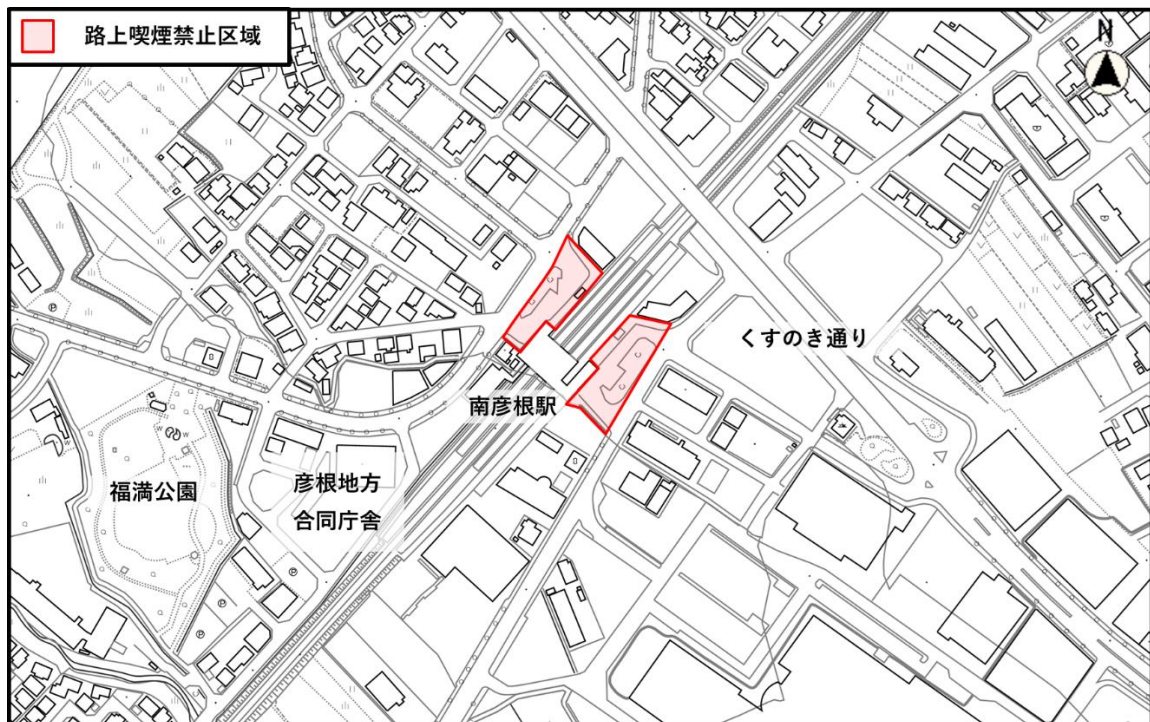 路上喫煙禁止区域
N
くすのき通り
南彦根駅
彦根地方
合同庁舎
福満公園